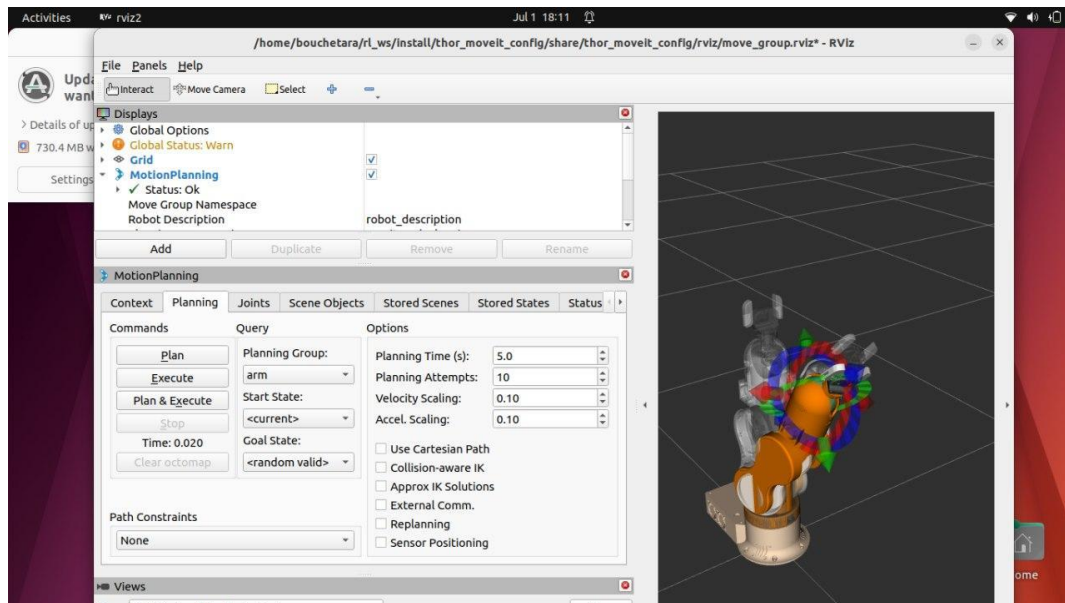 Activities
rviz2
Jul 1 18:11
/home/bouchetara/rl_ws/install/thor_moveit_config/share/thor_moveit_config/rviz/move_group.rviz* - RViz
File Panels Help
Interact Move Camera Select
Displays
Global Options
Global Status: Warn
Grid
MotionPlanning
Status: Ok
Move Group Namespace
Robot Description robot_description
Add Duplicate Remove Rename
MotionPlanning
Context Planning Joints Scene Objects Stored Scenes Stored States Status
Commands Query Options
Plan
Execute
Plan & Execute
Stop
Time: 0.020
Clear octomap
Planning Group:
arm
Start State:
<current>
Goal State:
<random valid>
Planning Time (s): 5.0
Planning Attempts: 10
Velocity Scaling: 0.10
Accel. Scaling: 0.10
Use Cartesian Path
Collision-aware IK
Approx IK Solutions
External Comm.
Replanning
Sensor Positioning
Path Constraints
None
Views
Upda
want
Details of up
730.4 MB w
Settings
ome